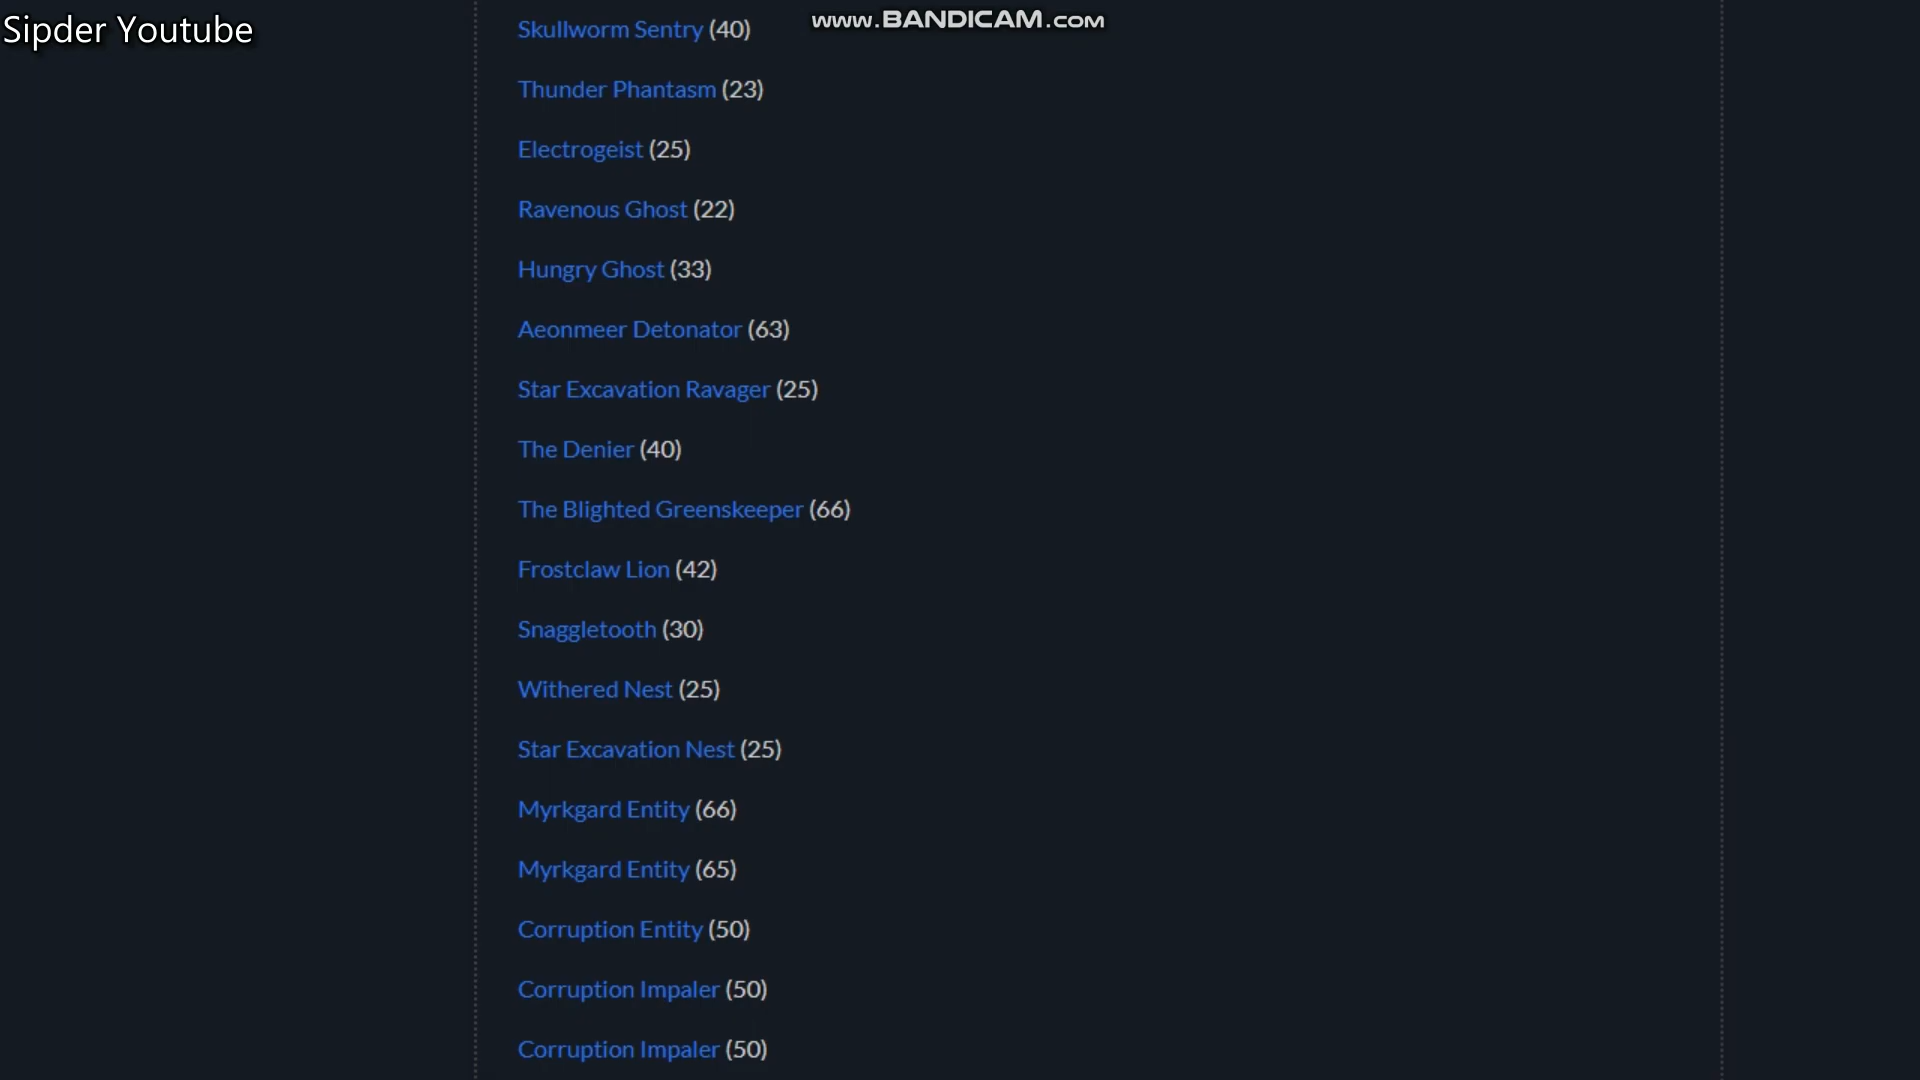 Sipder Youtube
www.BANDICAM.com
Skullworm Sentry (40)
Thunder Phantasm (23)
Electrogeist (25)
Ravenous Ghost (22)
Hungry Ghost (33)
Aeonmeer Detonator (63)
Star Excavation Ravager (25)
The Denier (40)
The Blighted Greenskeeper (66)
Frostclaw Lion (42)
Snaggletooth (30)
Withered Nest (25)
Star Excavation Nest (25)
Myrkgard Entity (66)
Myrkgard Entity (65)
Corruption Entity (50)
Corruption Impaler (50)
Corruption Impaler (50)